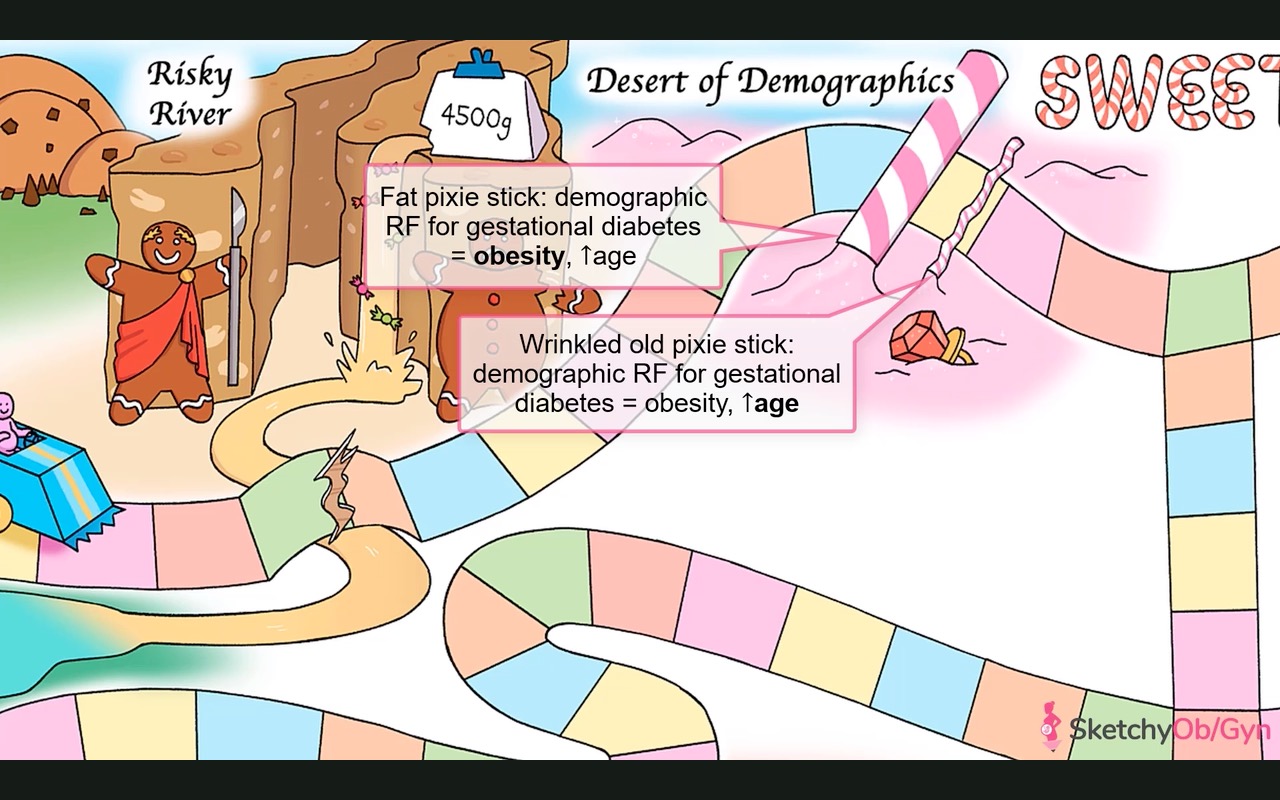 Risky
River
4500g
Desert of Demographics
SWEET
Fat pixie stick: demographic
RF for gestational diabetes
= obesity, ↑age
Wrinkled old pixie stick:
demographic RF for gestational
diabetes = obesity, ↑age
SketchyOb/Gyn